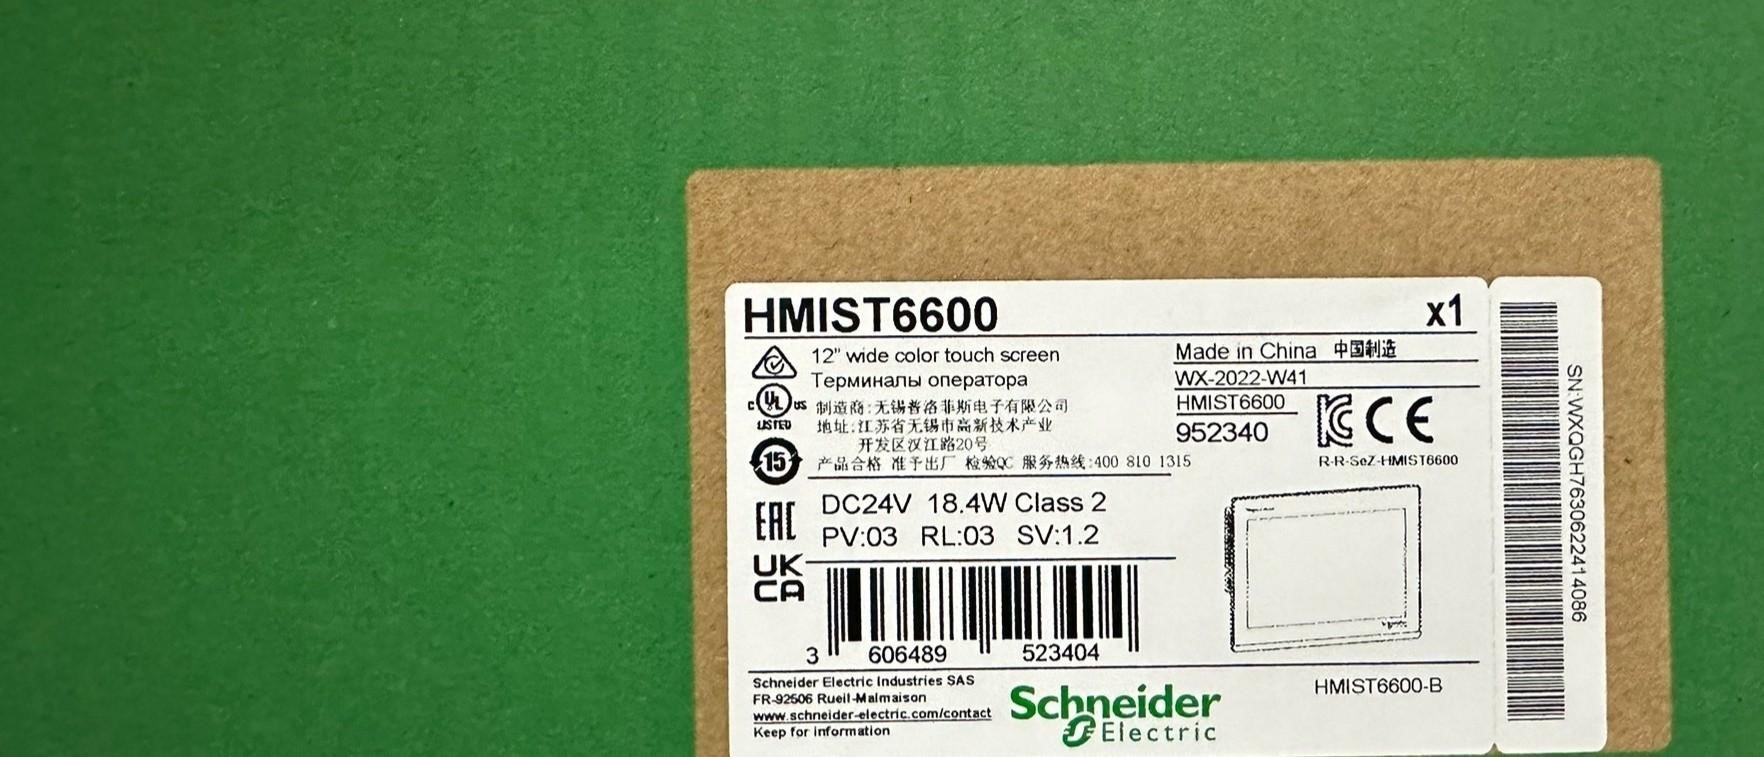 HMIST6600 x1
12" wide color touch screen
Терминалы оператора
制造商:无锡普洛菲斯电子有限公司
地址:江苏省无锡市高新技术产业
开发区汉江路20号
产品合格 准予出厂 检验QC 服务热线:400 810 1315
Made in China 中国制造
WX-2022-W41
HMIST6600
952340
CE
R-R-SeZ-HMIST6600
C UL US
LISTED
15
EAC
UK
CA
DC24V 18.4W Class 2
PV:03 RL:03 SV:1.2
3 606489 523404
Schneider Electric Industries SAS
FR-92506 Rueil-Malmaison
www.schneider-electric.com/contact
Keep for information
Schneider
Electric
HMIST6600-B
SN:WXQGH7630622414086